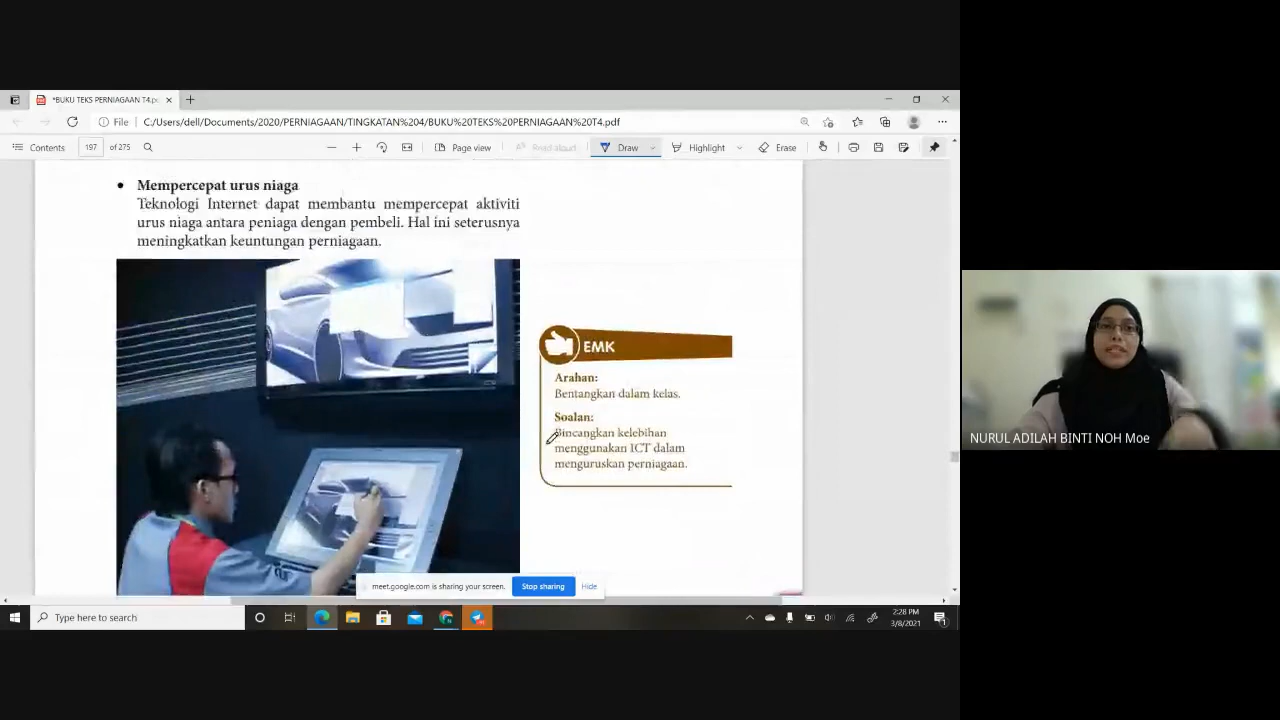 *BUKU TEKS PERNIAGAAN T4.pd
File
C:/Users/dell/Documents/2020/PERNIAGAAN/TINGKATAN%204/BUKU%20TEKS%20PERNIAGAAN%20T4.pdf
Contents
197 of 275
Page view
Read aloud
Draw
Highlight
Erase
• Mempercepat urus niaga
Teknologi Internet dapat membantu mempercepat aktiviti
urus niaga antara peniaga dengan pembeli. Hal ini seterusnya
meningkatkan keuntungan perniagaan.
EMK
Arahan:
Bentangkan dalam kelas.
Soalan:
Bincangkan kelebihan
menggunakan ICT dalam
menguruskan perniagaan.
NURUL ADILAH BINTI NOH Moe
meet.google.com is sharing your screen.
Stop sharing
Hide
Type here to search
2:28 PM
3/8/2021